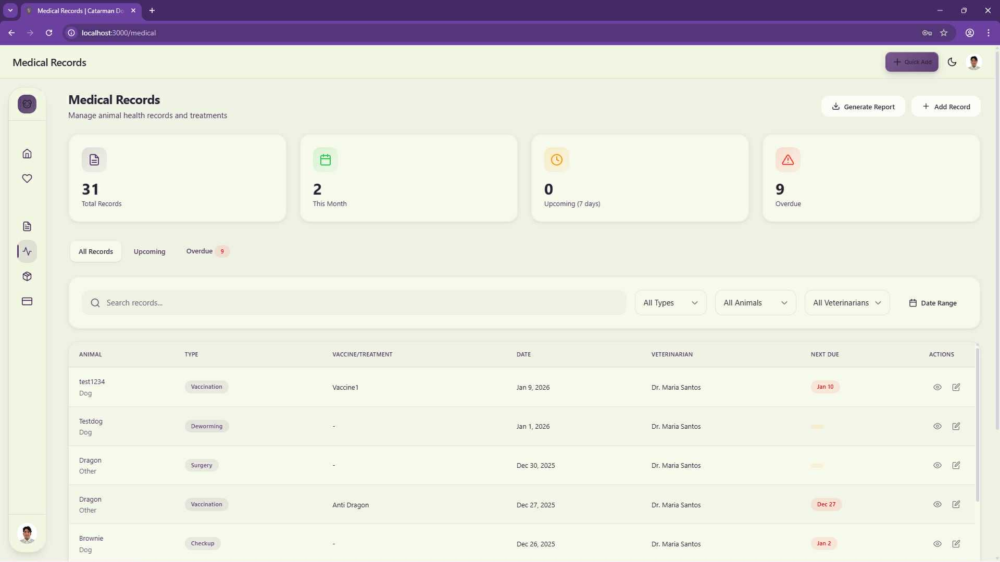 Medical Records | Catarman Do
localhost:3000/medical
Medical Records
Quick Add
Medical Records
Manage animal health records and treatments
Generate Report
Add Record
31
Total Records
2
This Month
0
Upcoming (7 days)
9
Overdue
All Records
Upcoming
Overdue 9
Search records...
All Types
All Animals
All Veterinarians
Date Range
ANIMAL TYPE VACCINE/TREATMENT DATE VETERINARIAN NEXT DUE ACTIONS
test1234
Dog
Vaccination
Vaccine1
Jan 9, 2026
Dr. Maria Santos
Jan 10
Testdog
Dog
Deworming
-
Jan 1, 2026
Dr. Maria Santos
Dragon
Other
Surgery
-
Dec 30, 2025
Dr. Maria Santos
Dragon
Other
Vaccination
Anti Dragon
Dec 27, 2025
Dr. Maria Santos
Dec 27
Brownie
Dog
Checkup
-
Dec 26, 2025
Dr. Maria Santos
Jan 2